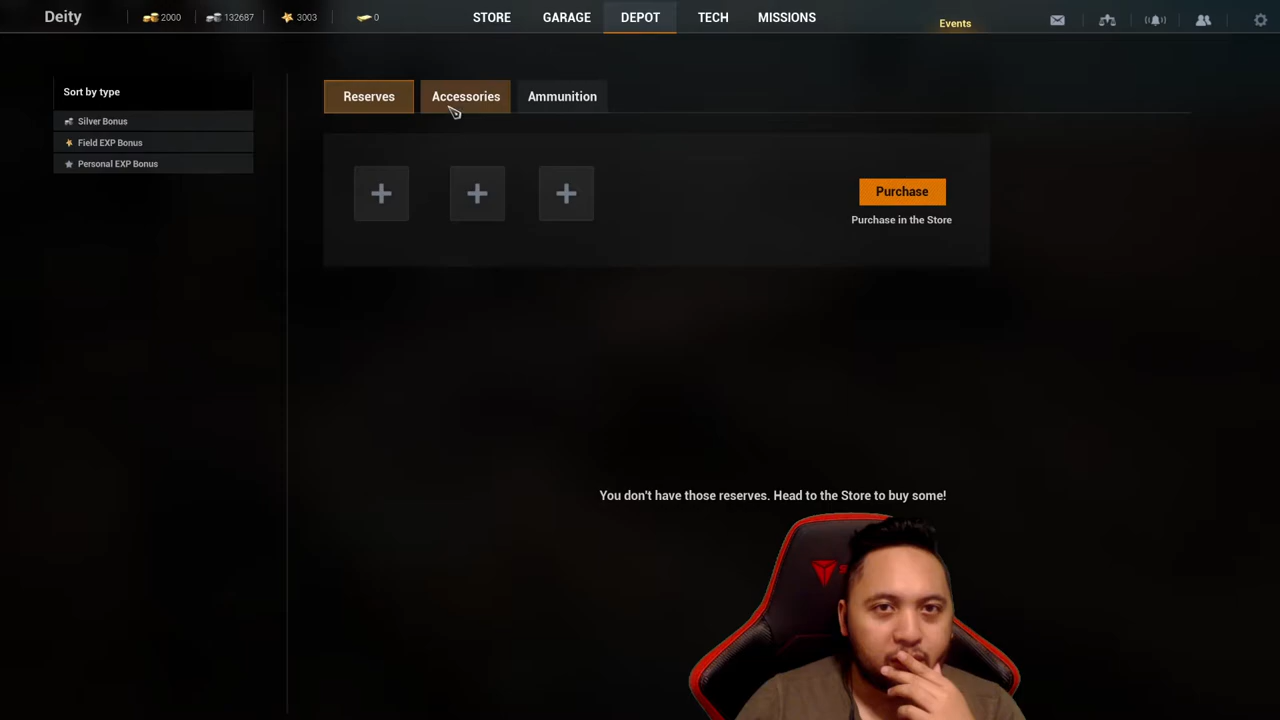 Deity 2000 132687 3003 0 STORE GARAGE DEPOT TECH MISSIONS Events
Sort by type
Silver Bonus
Field EXP Bonus
Personal EXP Bonus
Reserves Accessories Ammunition
Purchase
Purchase in the Store
You don't have those reserves. Head to the Store to buy some!